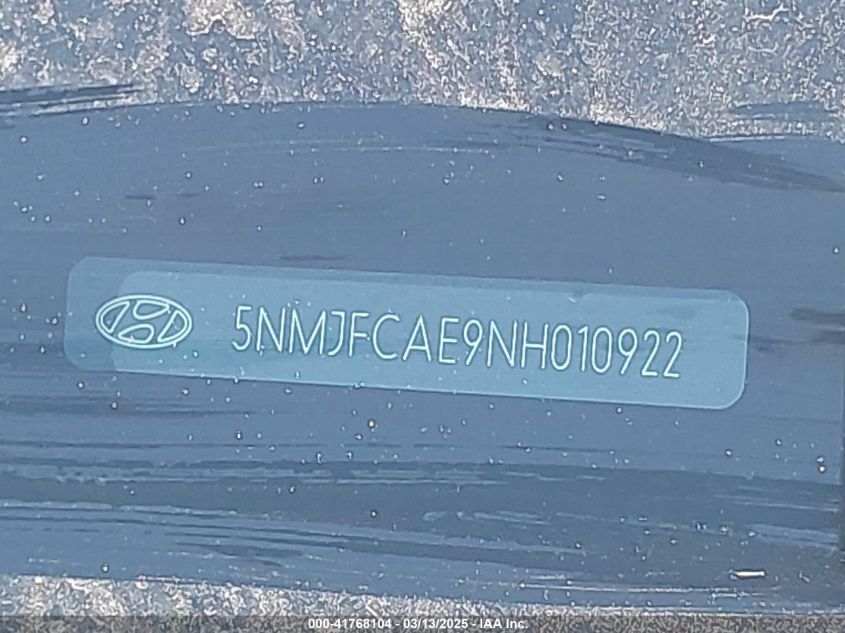 5NMJFCAE9NH010922
000-41768104 - 03/13/2025 - IAA Inc.